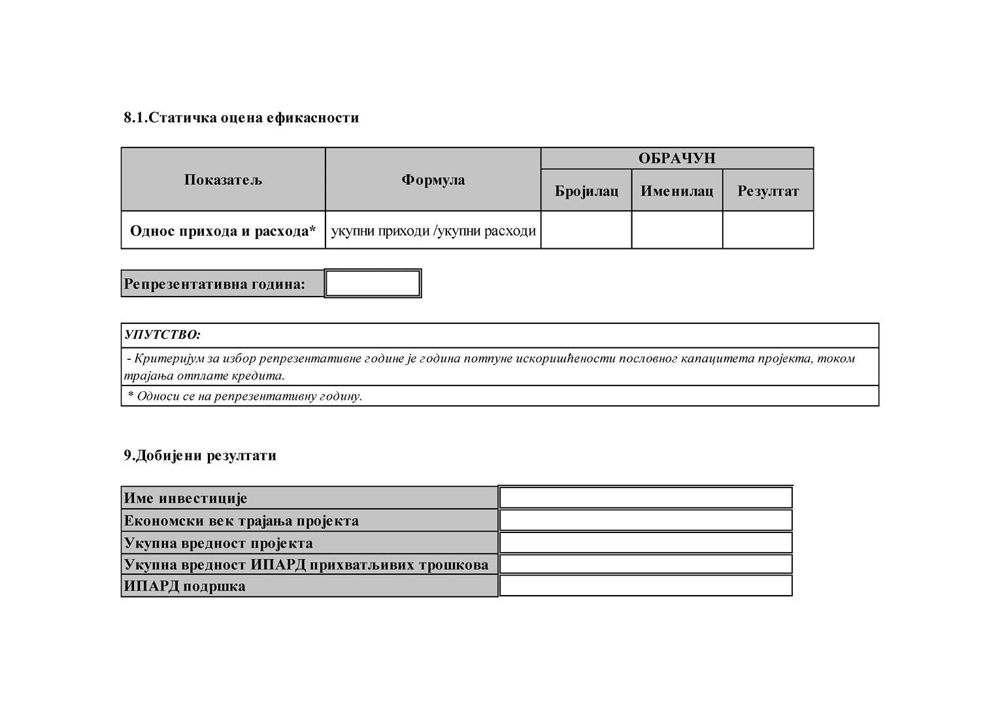 8.1.Статичка оцена ефикасности
Показатељ
Формула
ОБРАЧУН
Бројилац
Именилац
Резултат
Однос прихода и расхода*
укупни приходи /укупни расходи
Репрезентативна година:
УПУТСТВО:
- Критеријум за избор репрезентативне године је година потпуне искоришћености пословног капацитета пројекта, током
трајања отплате кредита.
* Односи се на репрезентативну годину.
9.Добијени резултати
Име инвестиције
Економски век трајања пројекта
Укупна вредност пројекта
Укупна вредност ИПАРД прихватљивих трошкова
ИПАРД подршка